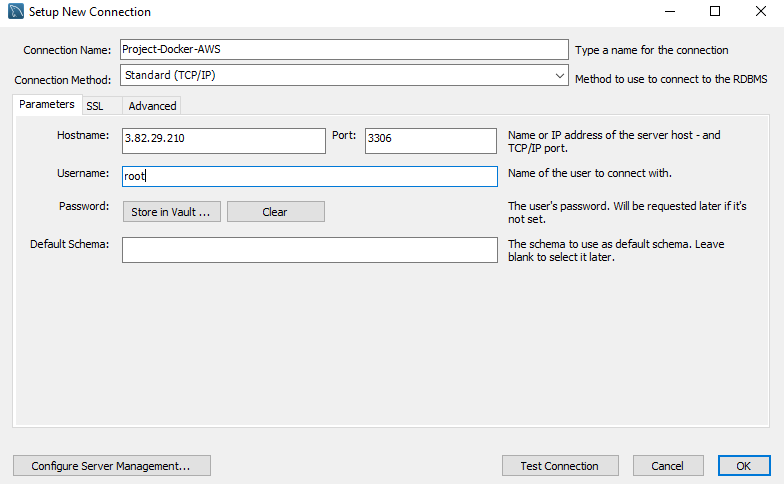 Setup New Connection
Connection Name: Project-Docker-AWS Type a name for the connection
Connection Method: Standard (TCP/IP) Method to use to connect to the RDBMS
Parameters SSL Advanced
Hostname: 3.82.29.210 Port: 3306 Name or IP address of the server host - and
TCP/IP port.
Username: root Name of the user to connect with.
Password: Store in Vault ... Clear The user's password. Will be requested later if it's
not set.
Default Schema: The schema to use as default schema. Leave
blank to select it later.
Configure Server Management... Test Connection Cancel OK